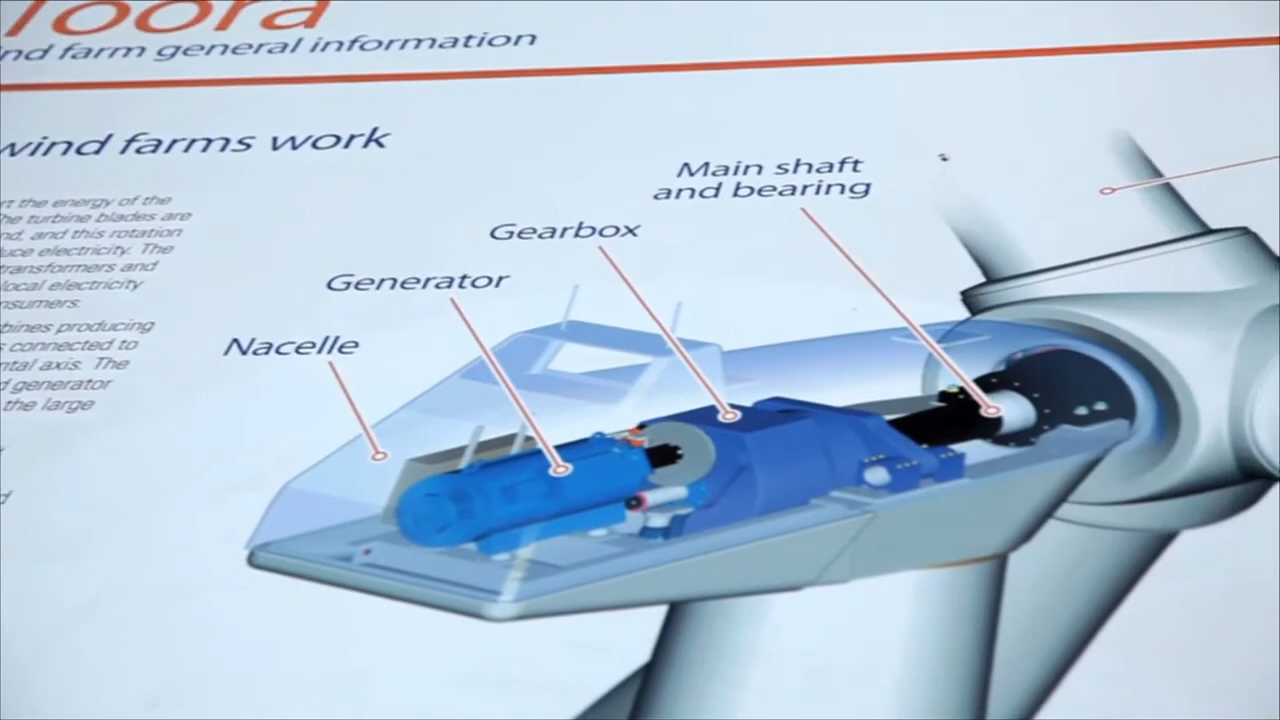 Toora
nd farm general information
wind farms work
rt the energy of the
he turbine blades are
nd, and this rotation
uce electricity. The
transformers and
local electricity
nsumers.
bines producing
s connected to
ntal axis. The
d generator
the large
d
Main shaft
and bearing
Gearbox
Generator
Nacelle